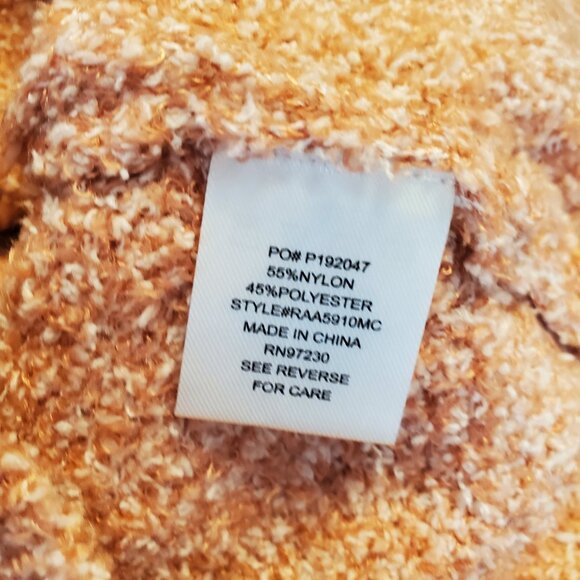 PO# P192047
55%NYLON
45%POLYESTER
STYLE#RAA5910MC
MADE IN CHINA
RN97230
SEE REVERSE
FOR CARE